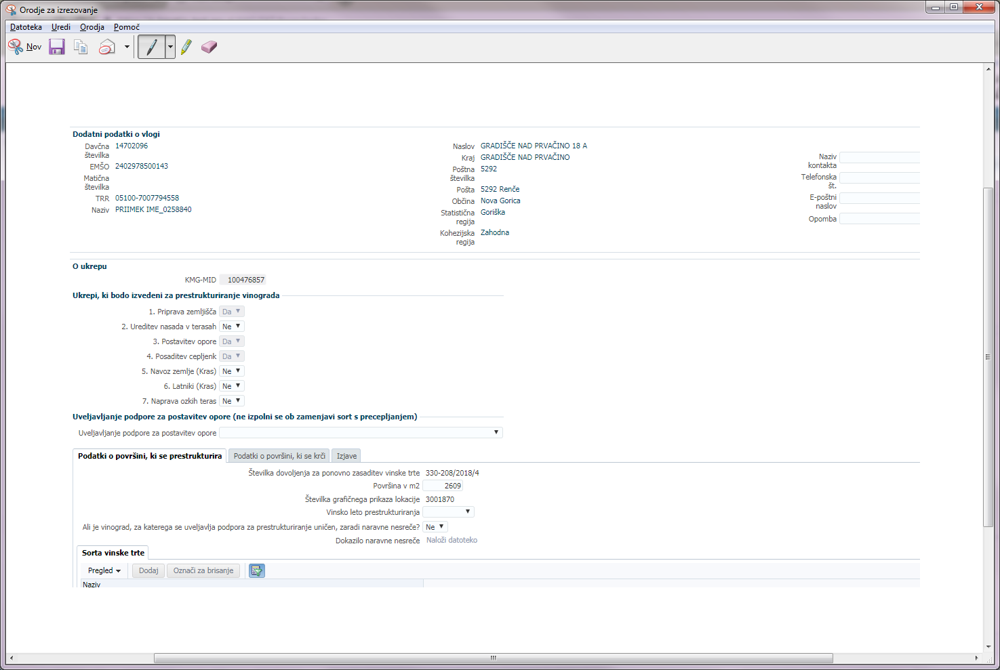 Orodje za izrezovanje
Datoteka Uredi Orodja Pomoč
Nov
Dodatni podatki o vlogi
Davčna številka 14702096
EMŠO 2402978500143
Matična številka
TRR 05100-7007794558
Naziv PRIIMEK IME_0258840
Naslov GRADIŠČE NAD PRVAČINO 18 A
Kraj GRADIŠČE NAD PRVAČINO
Poštna številka 5292
Pošta 5292 Renče
Občina Nova Gorica
Statistična regija Goriška
Kohezijska regija Zahodna
Naziv kontakta
Telefonska št.
E-poštni naslov
Opomba
O ukrepu
KMG-MID 100476857
Ukrepi, ki bodo izvedeni za prestrukturiranje vinograda
1. Priprava zemljišča Da
2. Ureditev nasada v terasah Ne
3. Postavitev opore Da
4. Posaditev cepljenk Da
5. Navoz zemlje (Kras) Ne
6. Latniki (Kras) Ne
7. Naprava ozkih teras Ne
Uveljavljanje podpore za postavitev opore (ne izpolni se ob zamenjavi sort s precepljanjem)
Uveljavljanje podpore za postavitev opore
Podatki o površini, ki se prestrukturira Podatki o površini, ki se krči Izjave
Številka dovoljenja za ponovno zasaditev vinske trte 330-208/2018/4
Površina v m2 2609
Številka grafičnega prikaza lokacije 3001870
Vinsko leto prestrukturiranja
Ali je vinograd, za katerega se uveljavlja podpora za prestrukturiranje uničen, zaradi naravne nesreče? Ne
Dokazilo naravne nesreče Naloži datoteko
Sorta vinske trte
Pregled Dodaj Označi za brisanje
Naziv